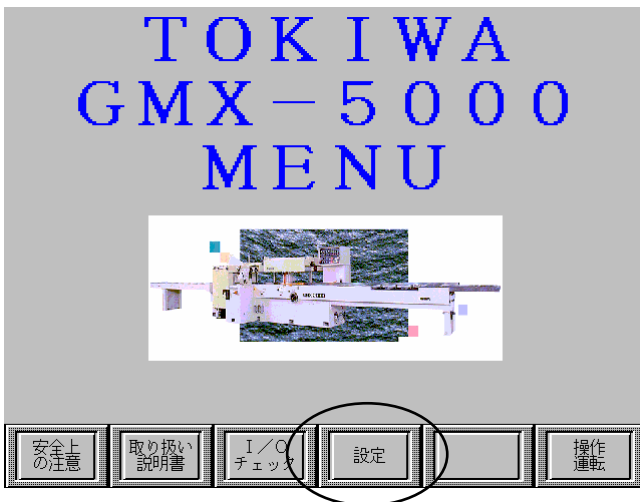 ＴＯＫＩＷＡ
ＧＭＸ－５０００
ＭＥＮＵ
安全上
の注意
取り扱い
説明書
Ｉ／Ｏ
チェック
設定
操作
運転